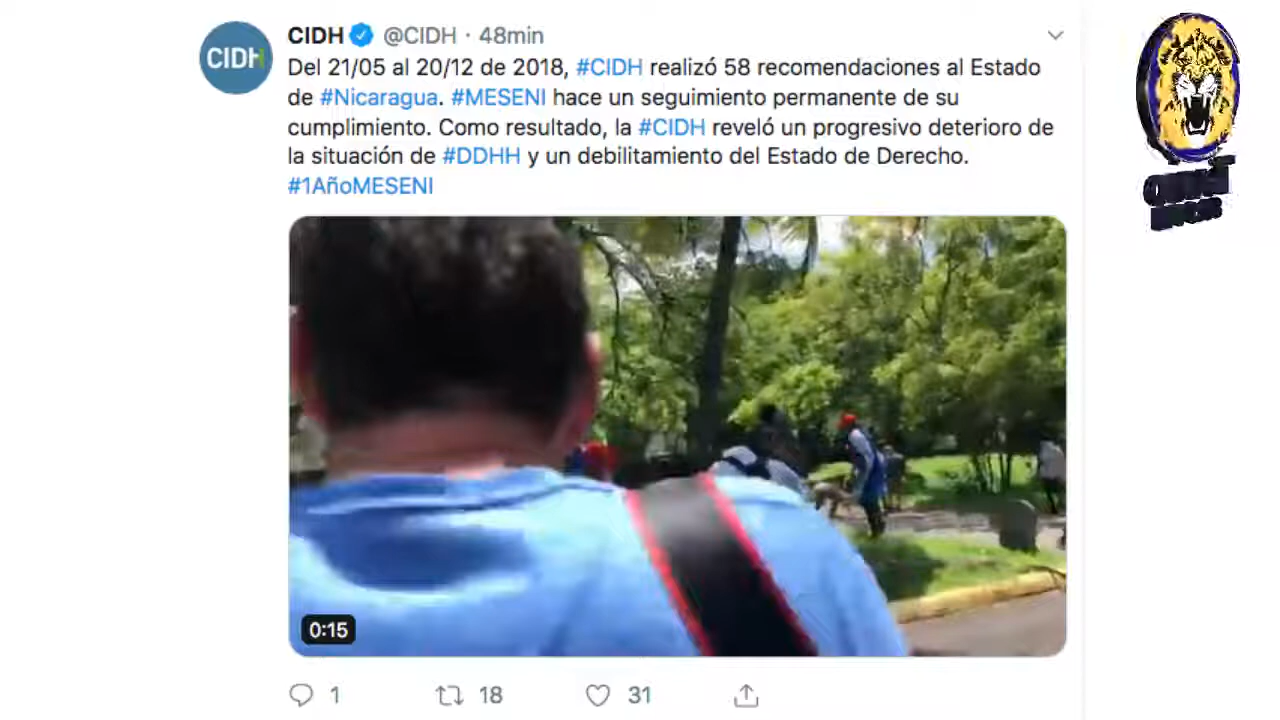 CIDH
CIDH @CIDH · 48min
Del 21/05 al 20/12 de 2018, #CIDH realizó 58 recomendaciones al Estado
de #Nicaragua. #MESENI hace un seguimiento permanente de su
cumplimiento. Como resultado, la #CIDH reveló un progresivo deterioro de
la situación de #DDHH y un debilitamiento del Estado de Derecho.
#1AñoMESENI
0:15
1 18 31